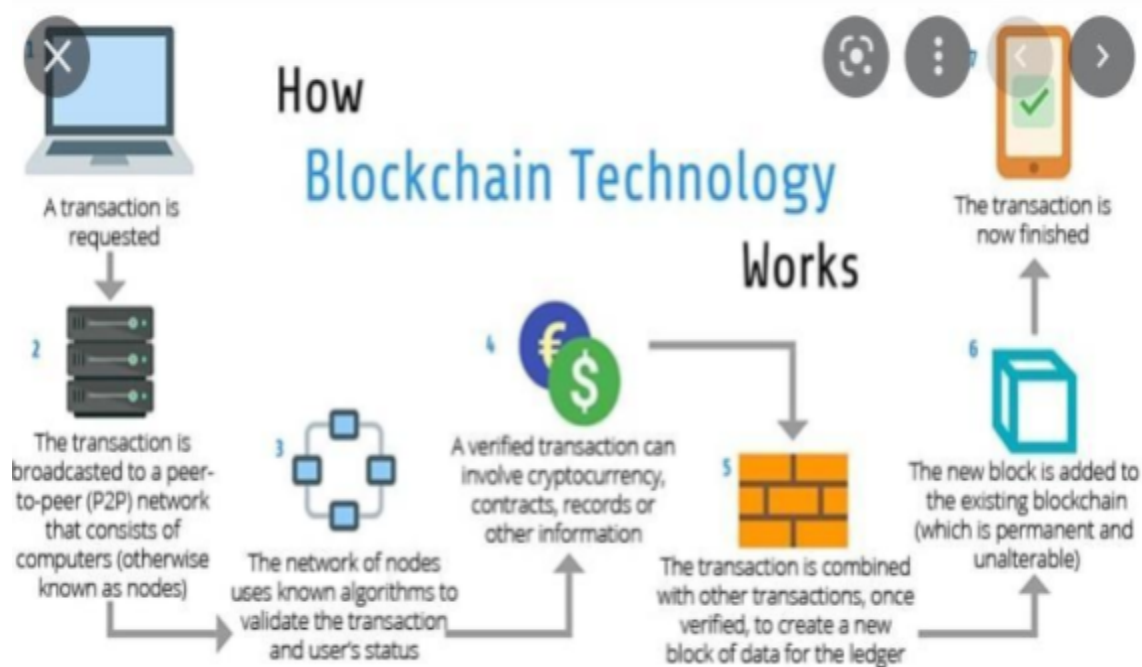 How
Blockchain Technology
Works
1
A transaction is
requested
2
The transaction is
broadcasted to a peer-
to-peer (P2P) network
that consists of
computers (otherwise
known as nodes)
3
The network of nodes
uses known algorithms to
validate the transaction
and user's status
4
€
$
A verified transaction can
involve cryptocurrency,
contracts, records or
other information
5
The transaction is combined
with other transactions, once
verified, to create a new
block of data for the ledger
6
The new block is added to
the existing blockchain
(which is permanent and
unalterable)
7
The transaction is
now finished